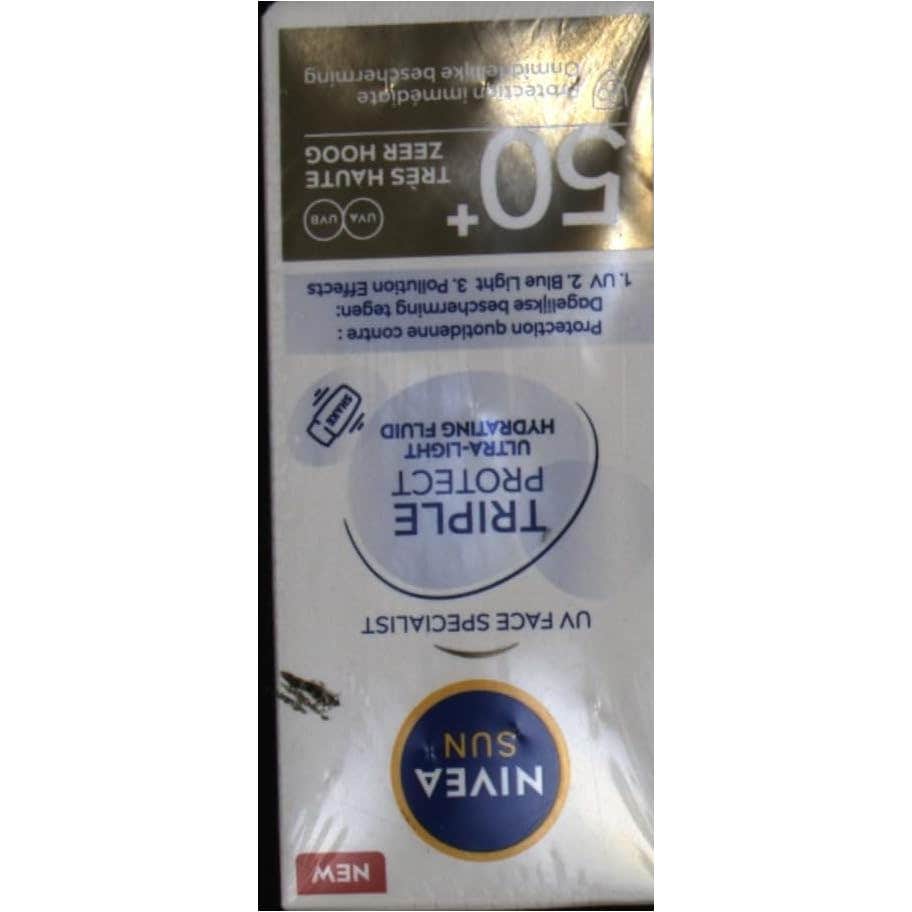 NEW
NIVEA
SUN
UV FACE SPECIALIST
TRIPLE
PROTECT
ULTRA-LIGHT
HYDRATING FLUID
SHAKE
Protection quotidenne contre :
Dagelijkse bescherming tegen:
1. UV 2. Blue Light 3. Pollution Effects
50+
UVA UVB
TRÈS HAUTE
ZEER HOOG
Protection immédiate
Onmiddellijke bescherming